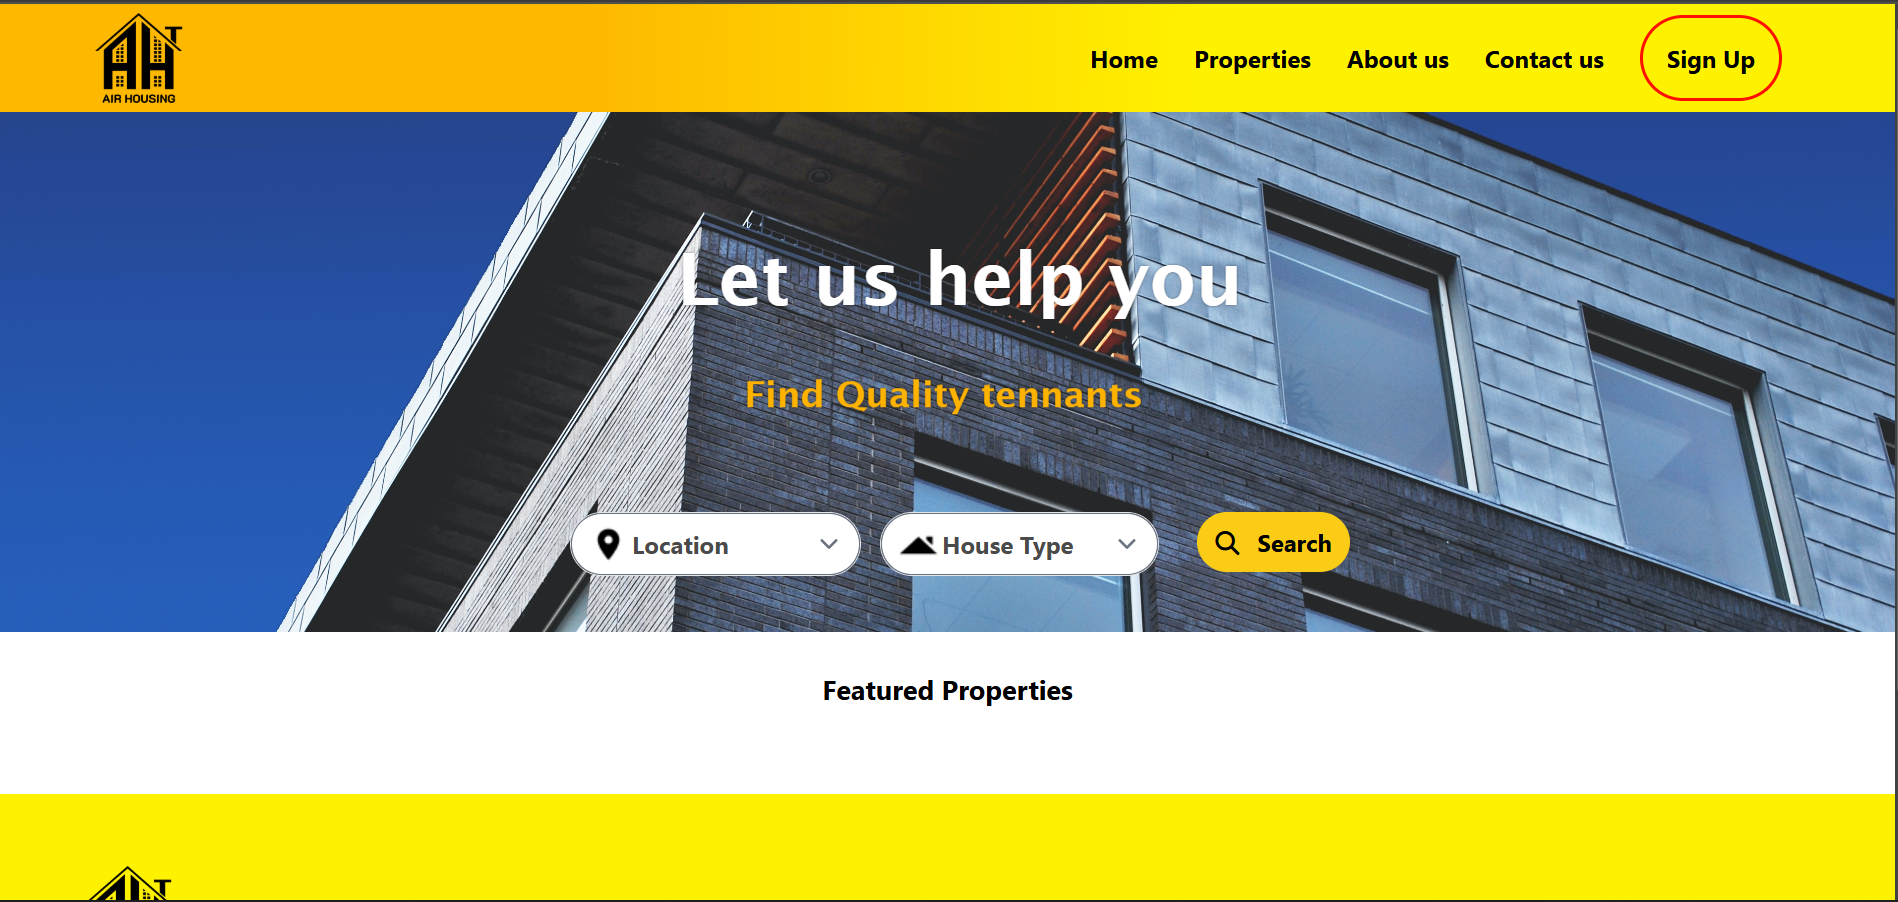 AHT
AIR HOUSING
Home Properties About us Contact us Sign Up
Let us help you
Find Quality tennants
Location House Type Search
Featured Properties